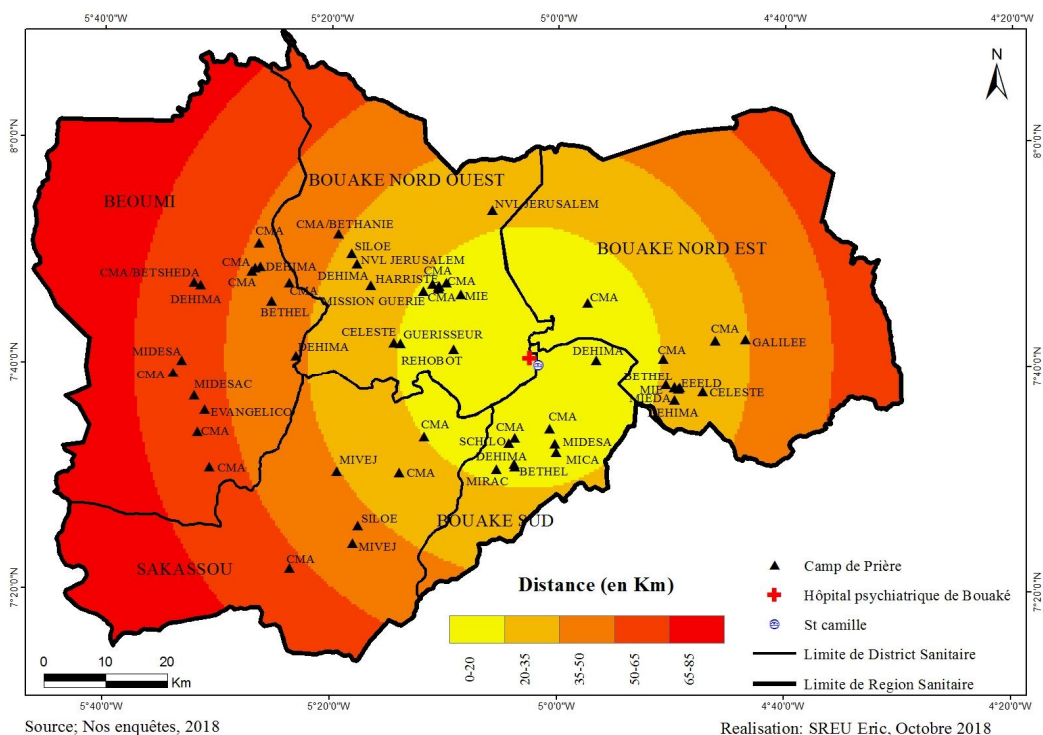 5°40'0"W
5°20'0"W
5°0'0"W
4°40'0"W
4°20'0"W
N
8°0'0"N
8°0'0"N
BOUAKE NORD OUEST
BEOUMI
NVL JERUSALEM
CMA/BETHANIE
CMA
SILOE
BOUAKE NORD EST
NVL JERUSALEM
CMA
DEHIMA
CMA
CMA/BETSHEDA
DEHIMA
HARRISTE
CMA
CMA
CMA
DEHIMA
MISSION GUERIE
CMA
MIE
CMA
BETHEL
CELESTE
GUERISSEUR
CMA
GALILEE
DEHIMA
MIDESA
REHOBOT
DEHIMA
CMA
7°40'0"N
7°40'0"N
CMA
BETHEL
EEELD
MIDESAC
MIE
CELESTE
MIEDA
EVANGELICO
DEHIMA
CMA
CMA
CMA
CMA
SCHILO
MIDESA
MIVEJ
DEHIMA
MICA
CMA
CMA
BETHEL
MIRAC
SILOE
BOUAKE SUD
MIVEJ
CMA
SAKASSOU
7°20'0"N
7°20'0"N
Distance (en Km)
0-20
20-35
35-50
50-65
65-85
Camp de Prière
Hôpital psychiatrique de Bouaké
St camille
Limite de District Sanitaire
Limite de Region Sanitaire
0 10 20
Km
5°40'0"W
5°20'0"W
5°0'0"W
4°40'0"W
4°20'0"W
Source; Nos enquêtes, 2018
Realisation: SREU Eric, Octobre 2018